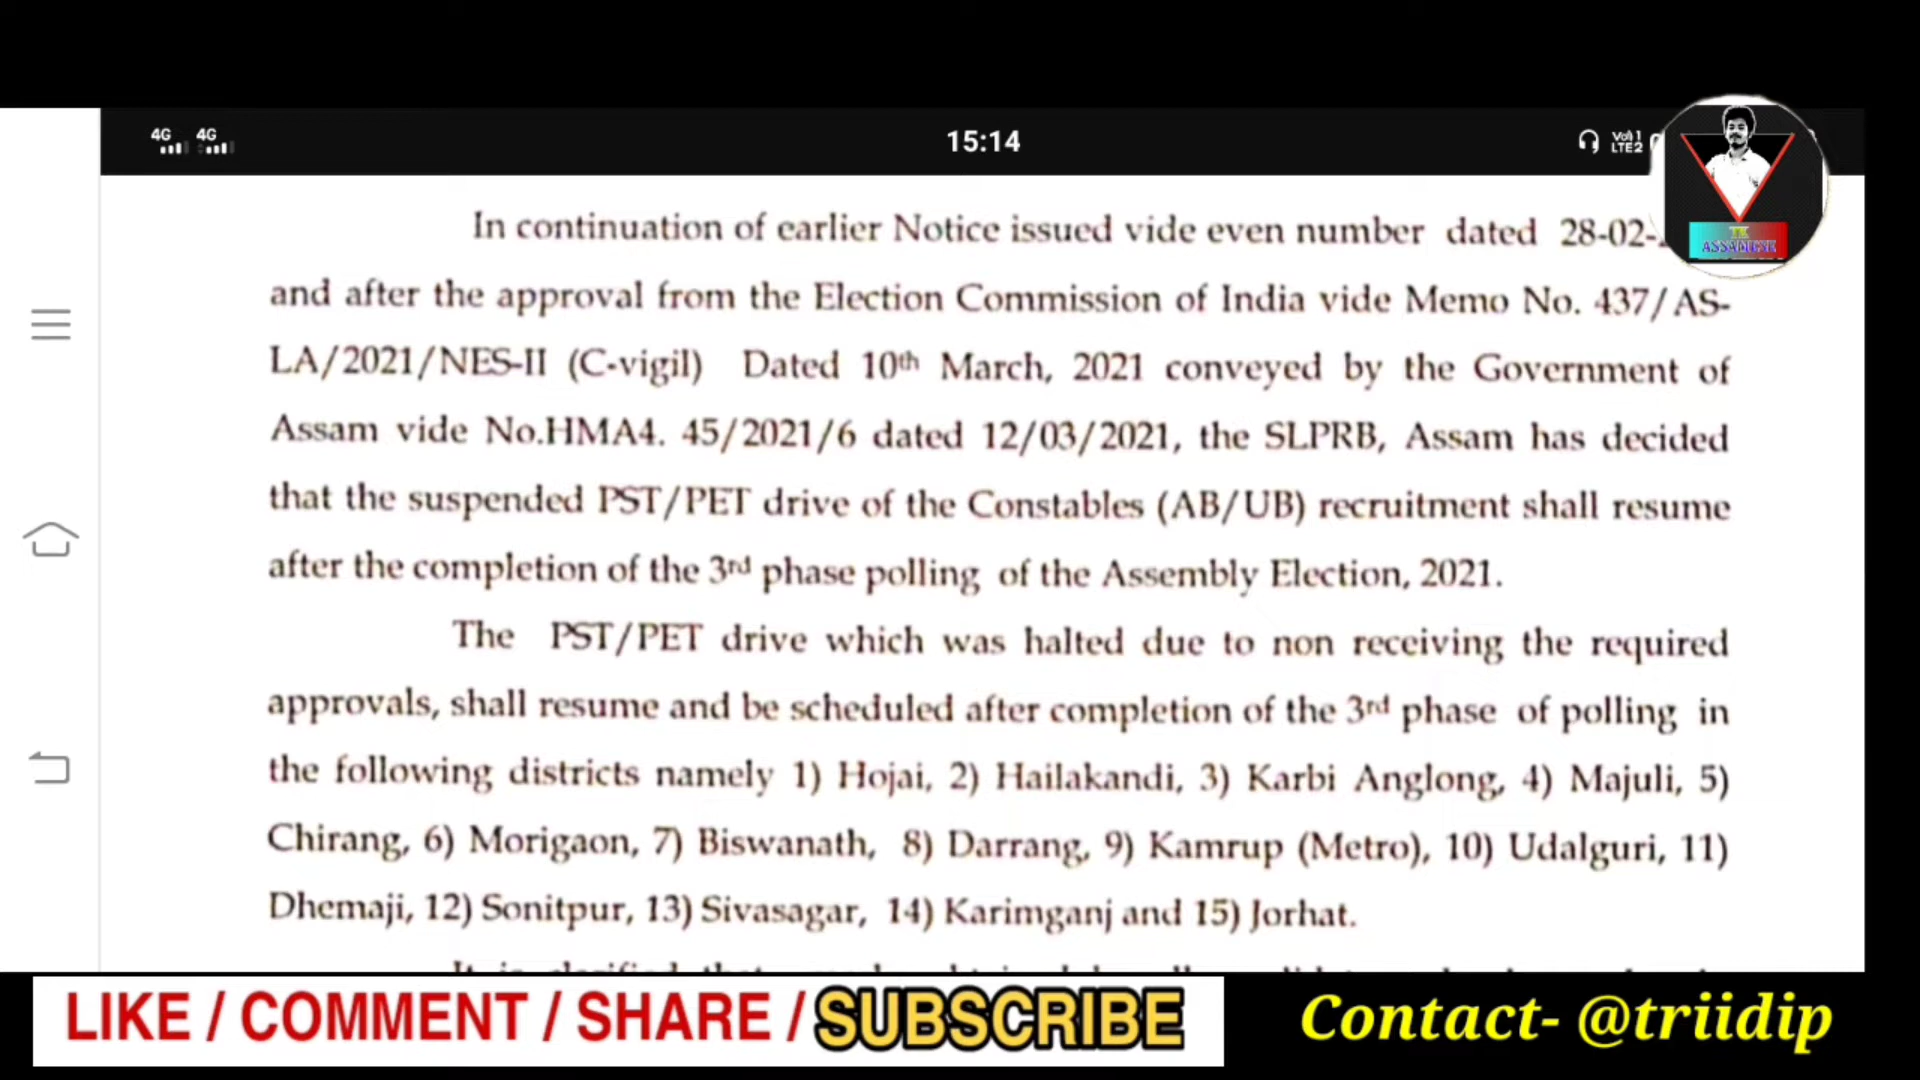 4G 4G 15:14 Vo) 1 LTE2
In continuation of earlier Notice issued vide even number dated 28-02-
and after the approval from the Election Commission of India vide Memo No. 437/AS-
LA/2021/NES-II (C-vigil) Dated 10th March, 2021 conveyed by the Government of
Assam vide No.HMA4. 45/2021/6 dated 12/03/2021, the SLPRB, Assam has decided
that the suspended PST/PET drive of the Constables (AB/UB) recruitment shall resume
after the completion of the 3rd phase polling of the Assembly Election, 2021.
The PST/PET drive which was halted due to non receiving the required
approvals, shall resume and be scheduled after completion of the 3rd phase of polling in
the following districts namely 1) Hojai, 2) Hailakandi, 3) Karbi Anglong, 4) Majuli, 5)
Chirang, 6) Morigaon, 7) Biswanath, 8) Darrang, 9) Kamrup (Metro), 10) Udalguri, 11)
Dhemaji, 12) Sonitpur, 13) Sivasagar, 14) Karimganj and 15) Jorhat.
ASSAMESE
LIKE / COMMENT / SHARE / SUBSCRIBE
Contact- @triidip